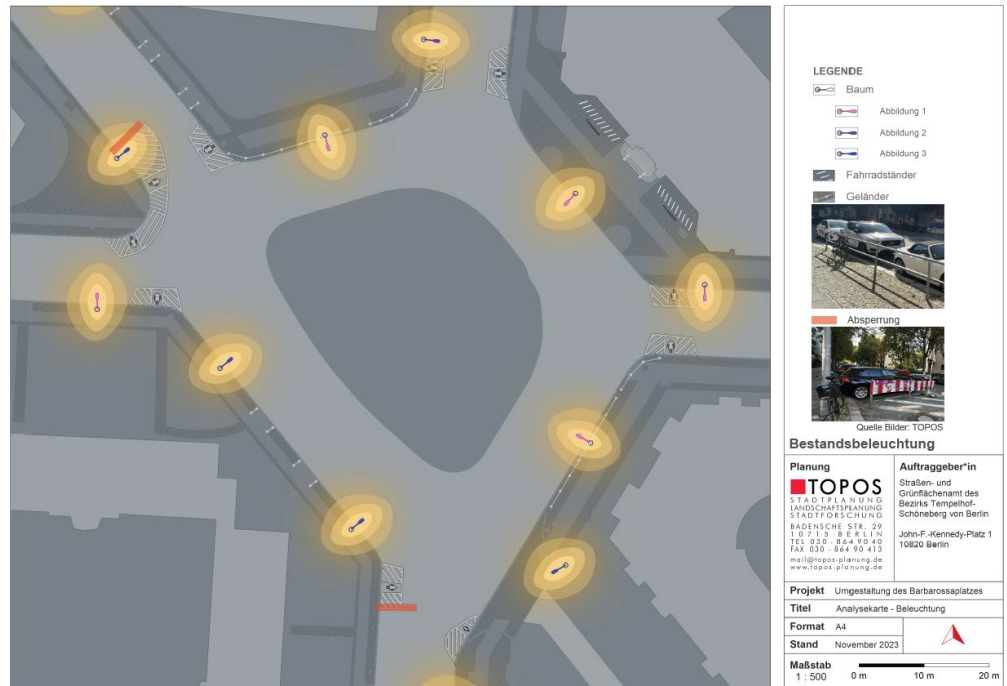 LEGENDE
Baum
Abbildung 1
Abbildung 2
Abbildung 3
Fahrradständer
Geländer
Absperrung
Quelle Bilder: TOPOS
Bestandsbeleuchtung
Planung
TOPOS
STADTPLANUNG
LANDSCHAFTSPLANUNG
STADTFORSCHUNG
BADENSCHE STR. 29
10715 BERLIN
TEL 030 - 864 90 40
FAX 030 - 864 90 413
mail@topos-planung.de
www.topos-planung.de
Auftraggeber*in
Straßen- und
Grünflächenamt des
Bezirks Tempelhof-
Schöneberg von Berlin
John-F.-Kennedy-Platz 1
10820 Berlin
Projekt Umgestaltung des Barbarossaplatzes
Titel Analysekarte - Beleuchtung
Format A4
Stand November 2023
Maßstab
1 : 500 0 m 10 m 20 m